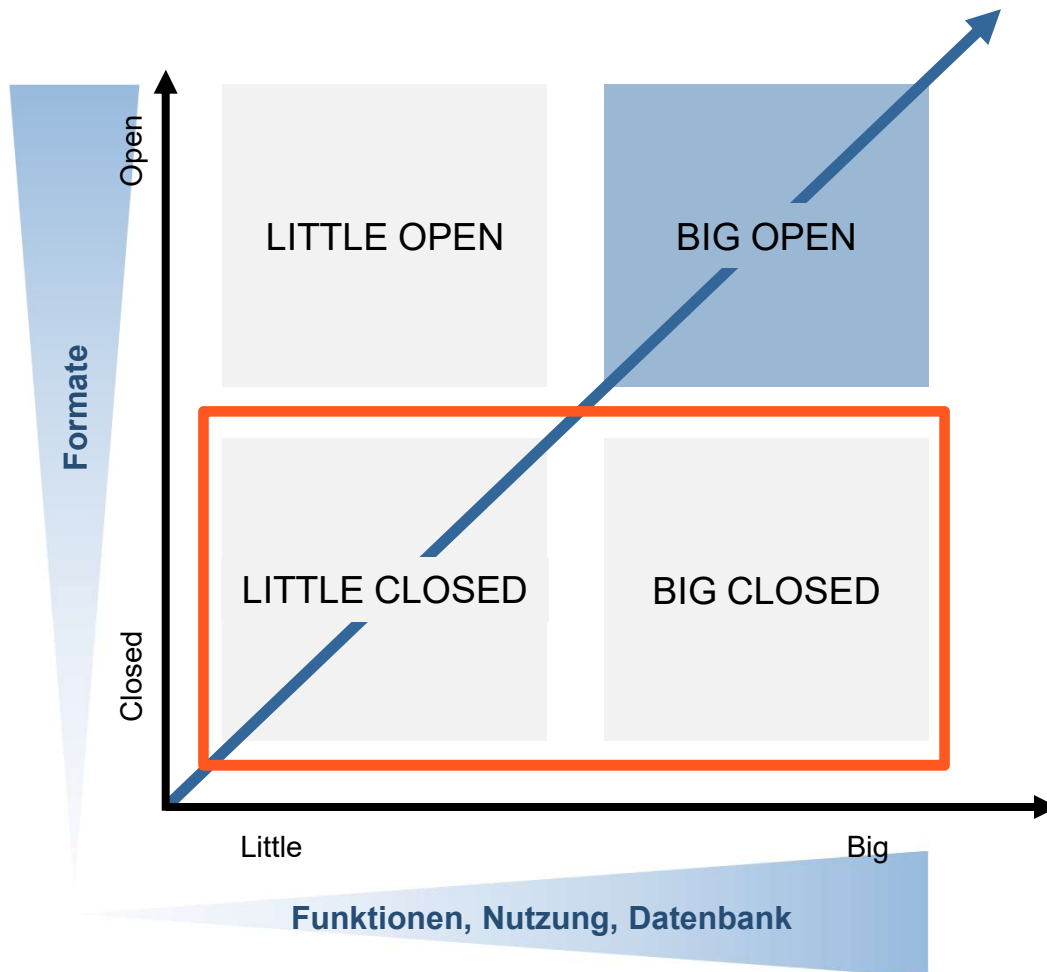 Open
LITTLE OPEN
BIG OPEN
Formate
LITTLE CLOSED
BIG CLOSED
Closed
Little
Big
Funktionen, Nutzung, Datenbank